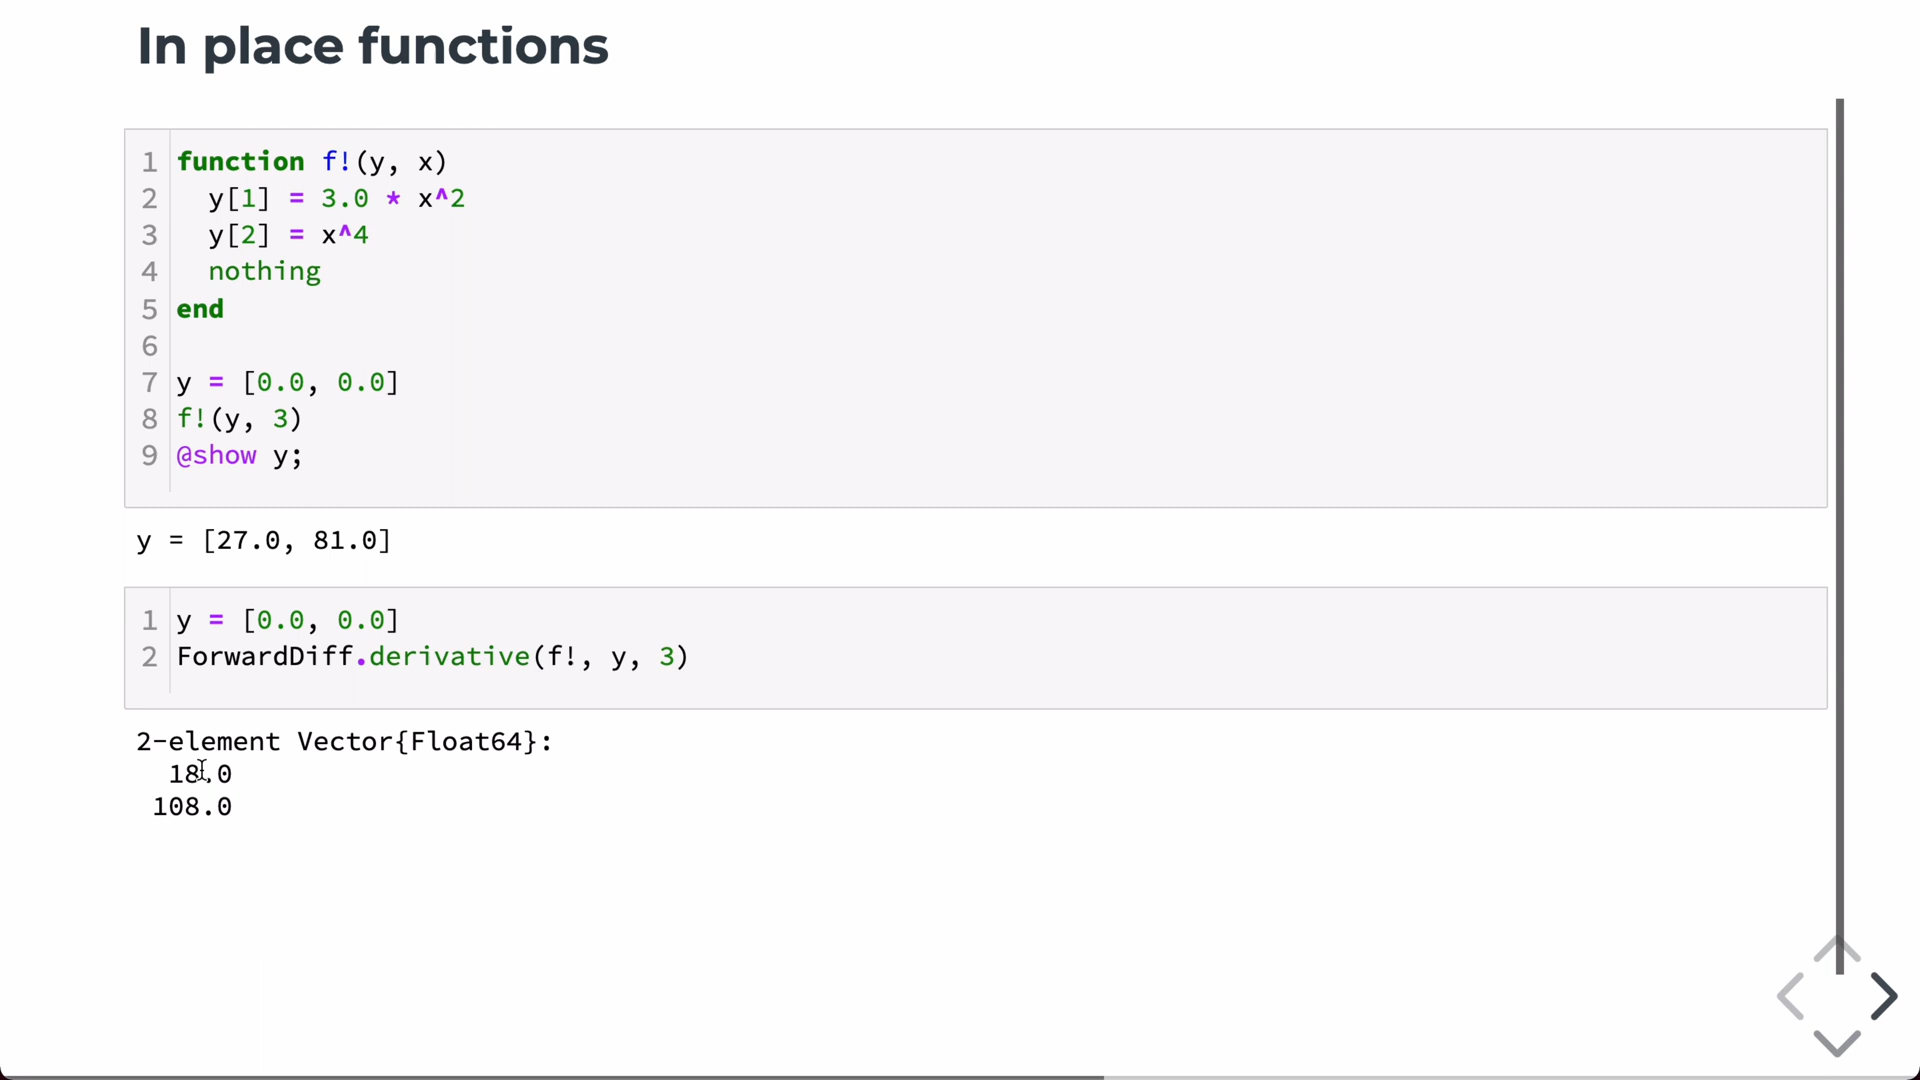 In place functions
1 function f!(y, x)
2   y[1] = 3.0 * x^2
3   y[2] = x^4
4   nothing
5 end
6
7 y = [0.0, 0.0]
8 f!(y, 3)
9 @show y;
y = [27.0, 81.0]
1 y = [0.0, 0.0]
2 ForwardDiff.derivative(f!, y, 3)
2-element Vector{Float64}:
  18.0
 108.0